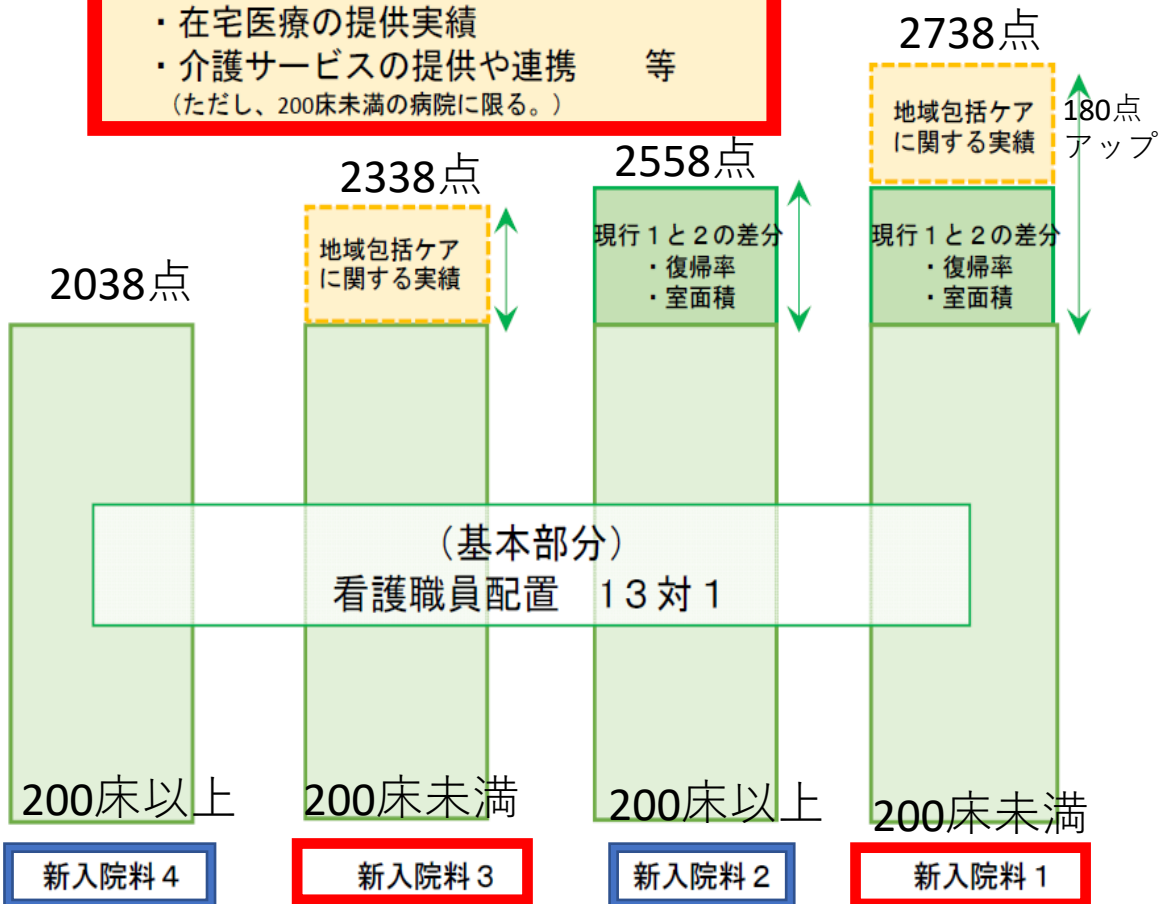 ・在宅医療の提供実績
・介護サービスの提供や連携　　等
（ただし、200床未満の病院に限る。）
2738点
地域包括ケア
に関する実績
180点
アップ
2558点
現行１と２の差分
・復帰率
・室面積
現行１と２の差分
・復帰率
・室面積
2338点
地域包括ケア
に関する実績
2038点
（基本部分）
看護職員配置　１３対１
200床以上
200床未満
200床以上
200床未満
新入院料４
新入院料３
新入院料２
新入院料１